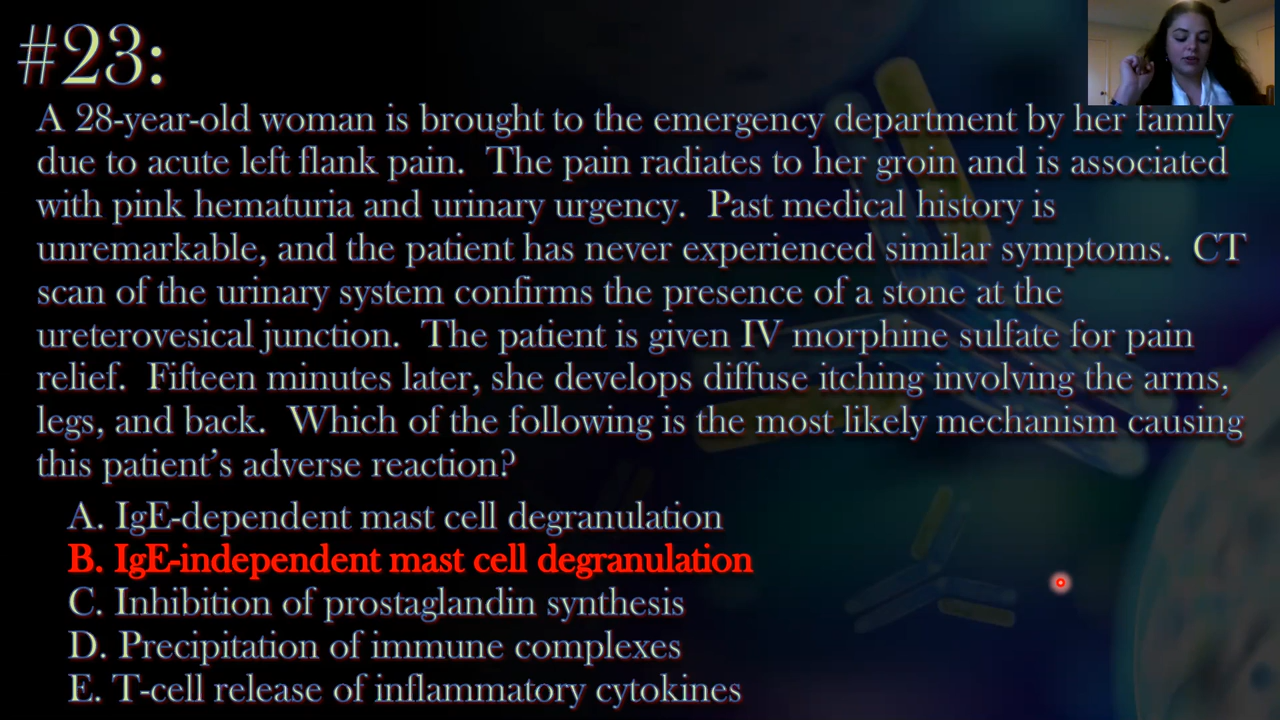 #23:
A 28-year-old woman is brought to the emergency department by her family
due to acute left flank pain.  The pain radiates to her groin and is associated
with pink hematuria and urinary urgency.  Past medical history is
unremarkable, and the patient has never experienced similar symptoms.  CT
scan of the urinary system confirms the presence of a stone at the
ureterovesical junction.  The patient is given IV morphine sulfate for pain
relief.  Fifteen minutes later, she develops diffuse itching involving the arms,
legs, and back.  Which of the following is the most likely mechanism causing
this patient’s adverse reaction?
A. IgE-dependent mast cell degranulation
B. IgE-independent mast cell degranulation
C. Inhibition of prostaglandin synthesis
D. Precipitation of immune complexes
E. T-cell release of inflammatory cytokines